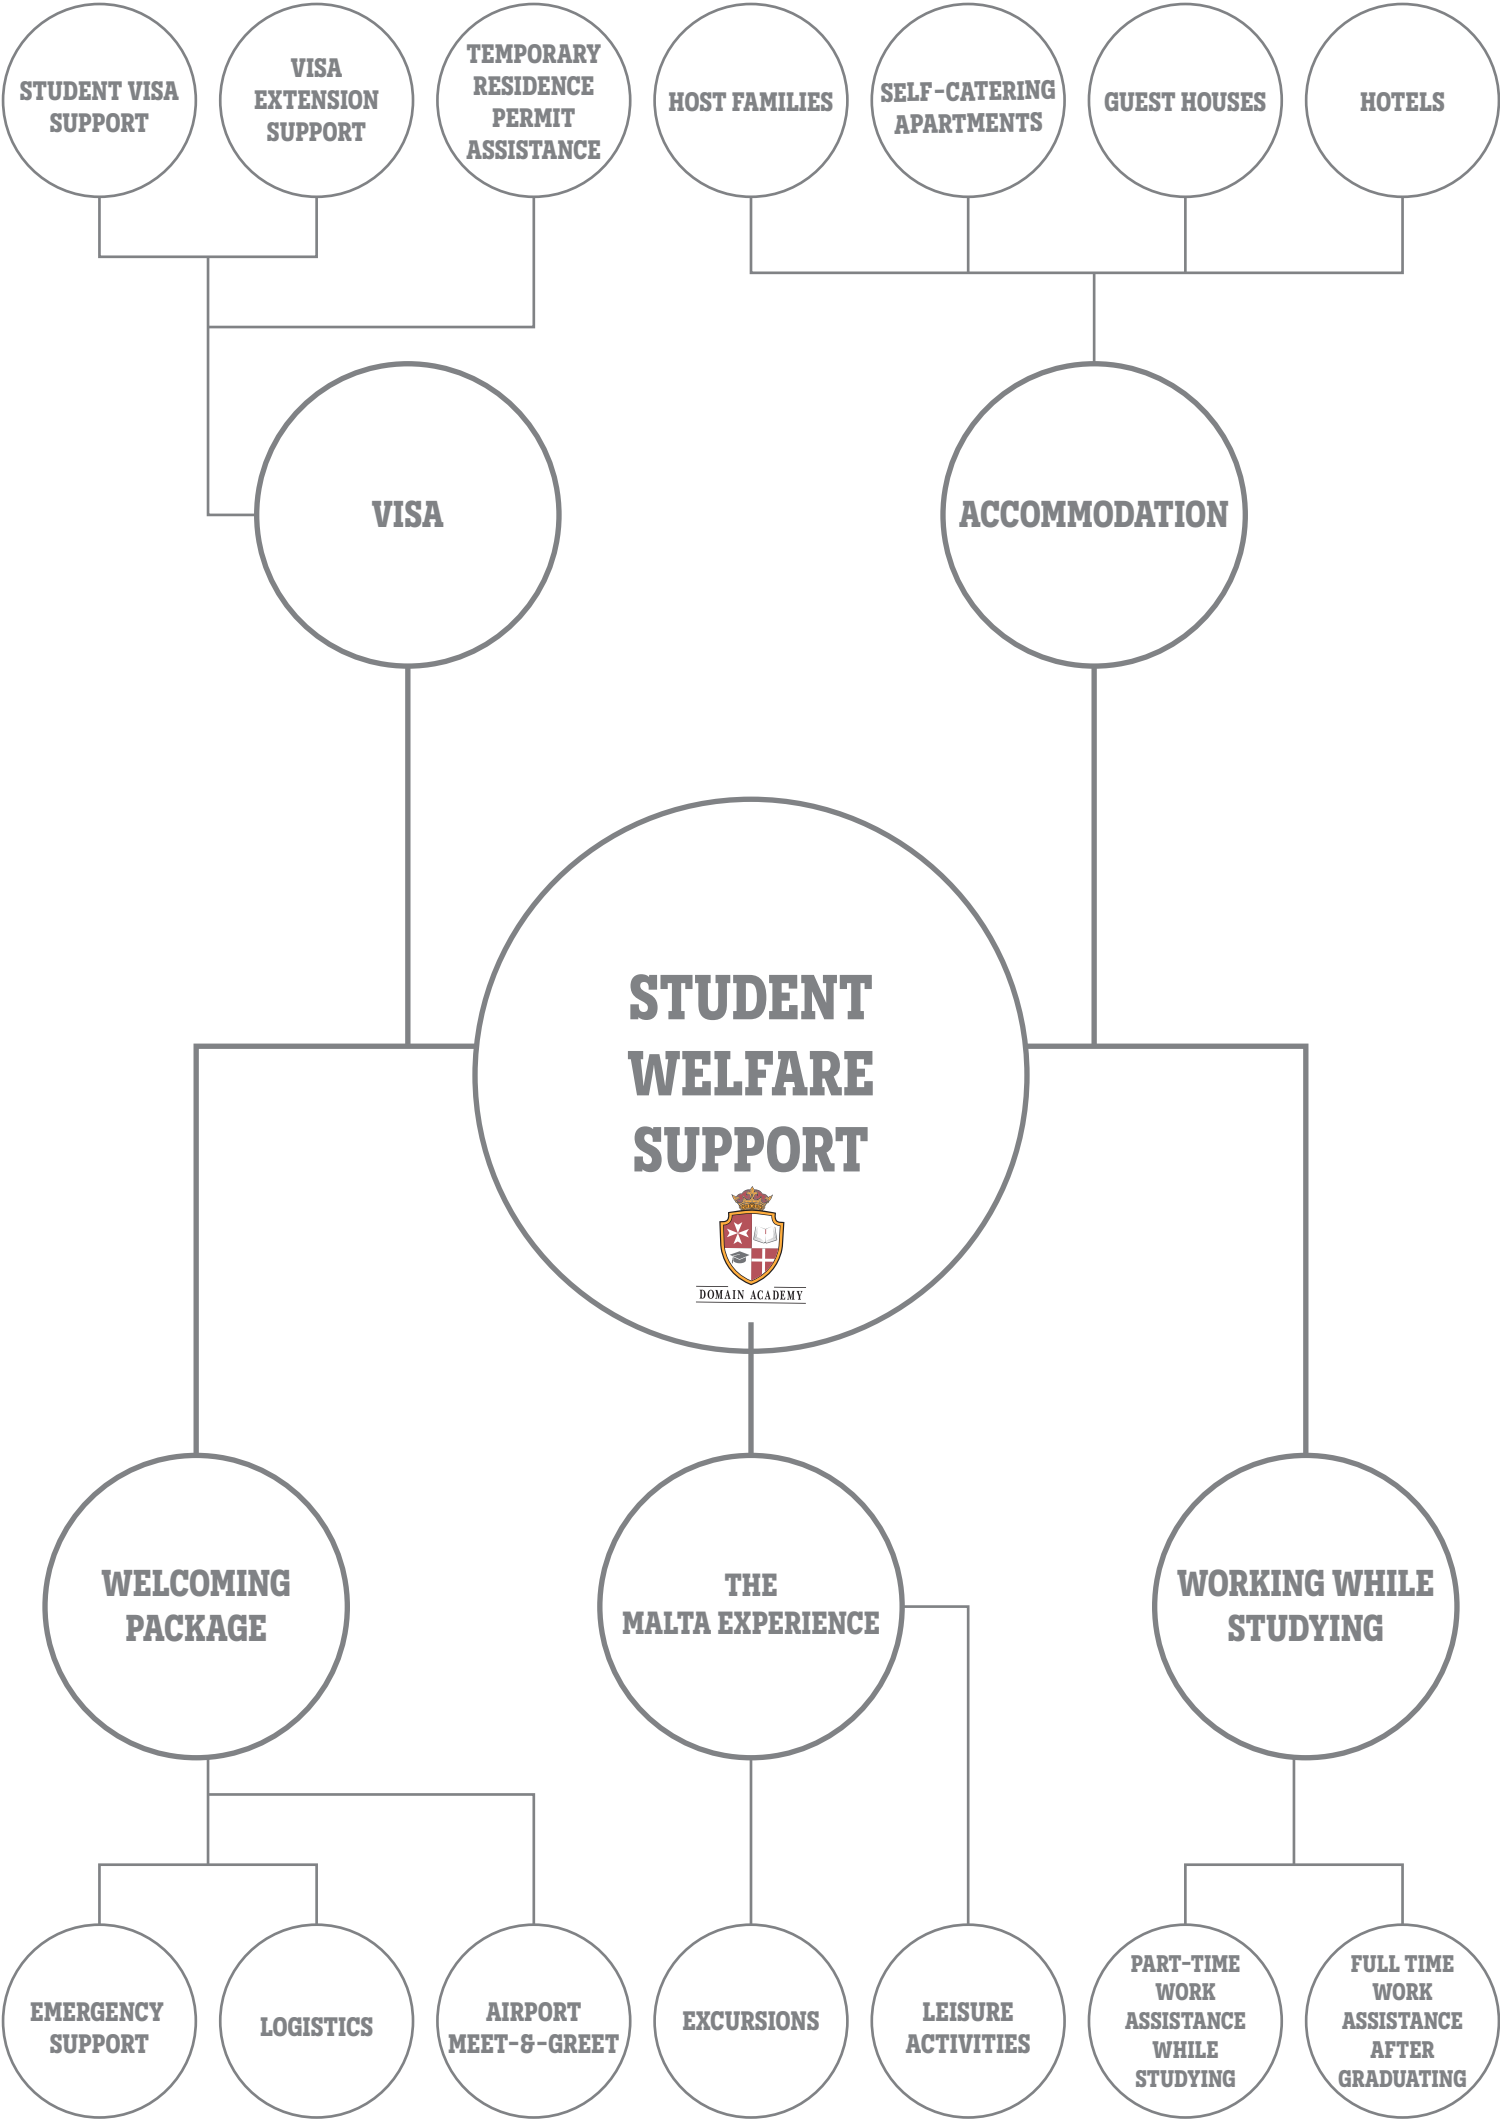 STUDENT VISA
SUPPORT
VISA
EXTENSION
SUPPORT
TEMPORARY
RESIDENCE
PERMIT
ASSISTANCE
HOST FAMILIES
SELF-CATERING
APARTMENTS
GUEST HOUSES
HOTELS
VISA
ACCOMMODATION
STUDENT
WELFARE
SUPPORT
DOMAIN ACADEMY
WELCOMING
PACKAGE
THE
MALTA EXPERIENCE
WORKING WHILE
STUDYING
EMERGENCY
SUPPORT
LOGISTICS
AIRPORT
MEET-&-GREET
EXCURSIONS
LEISURE
ACTIVITIES
PART-TIME
WORK
ASSISTANCE
WHILE
STUDYING
FULL TIME
WORK
ASSISTANCE
AFTER
GRADUATING